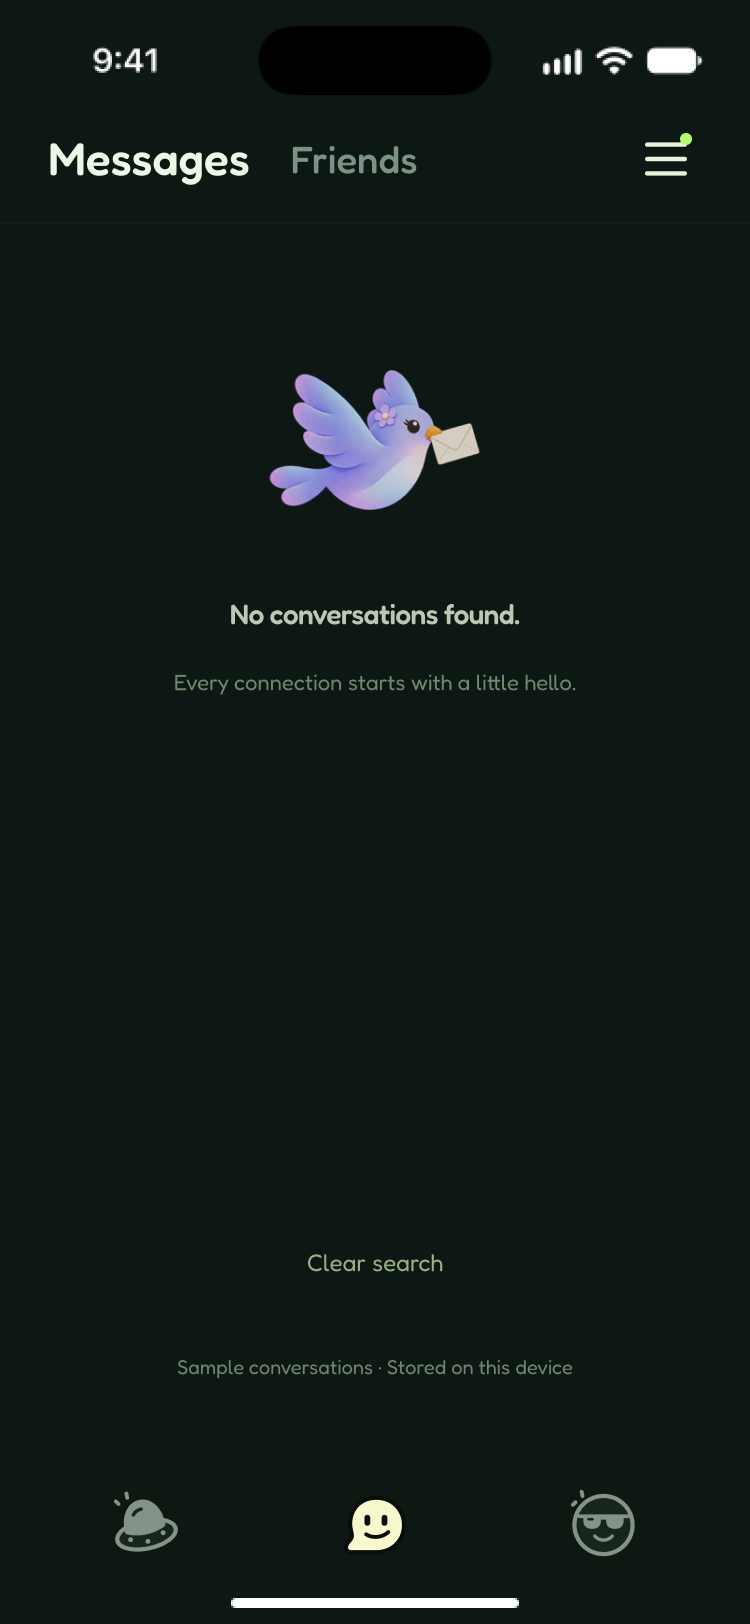 9:41
Messages Friends
No conversations found.
Every connection starts with a little hello.
Clear search
Sample conversations · Stored on this device